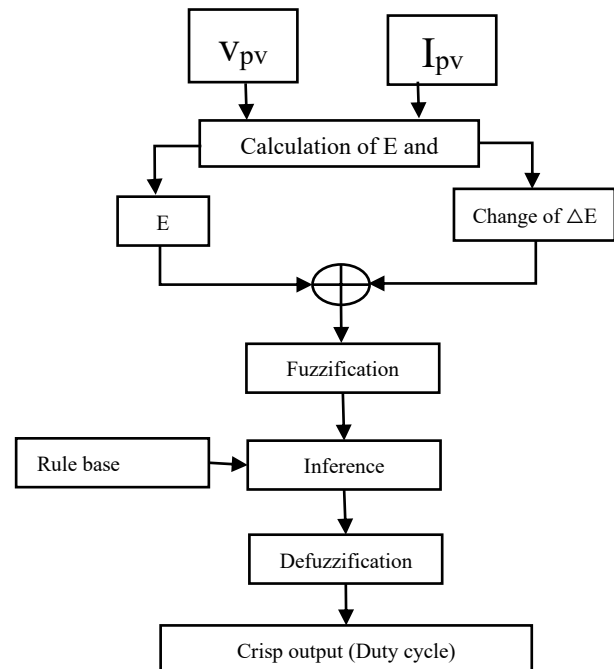 Vpv
Ipv
Calculation of E and
E
Change of △E
Fuzzification
Rule base
Inference
Defuzzification
Crisp output (Duty cycle)